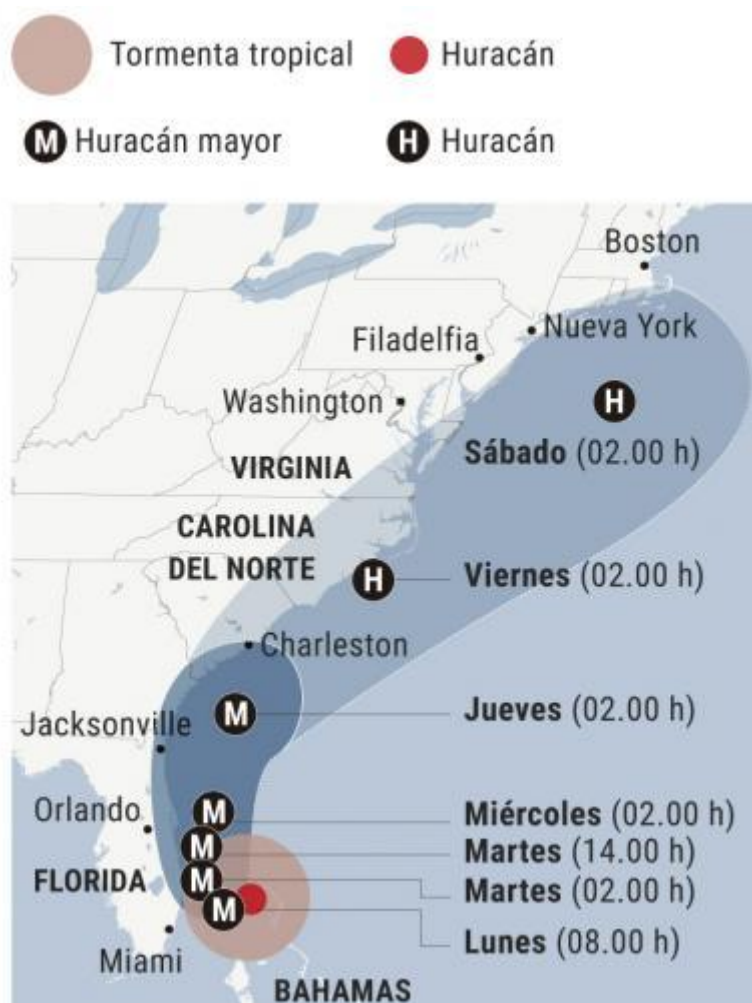 Tormenta tropical
Huracán
M Huracán mayor
H Huracán
Boston
Nueva York
Filadelfia
H
Washington
Sábado (02.00 h)
VIRGINIA
CAROLINA
DEL NORTE
H
Viernes (02.00 h)
Charleston
M
Jueves (02.00 h)
Jacksonville
M
Miércoles (02.00 h)
Orlando
M
Martes (14.00 h)
FLORIDA
M
Martes (02.00 h)
M
Lunes (08.00 h)
Miami
BAHAMAS